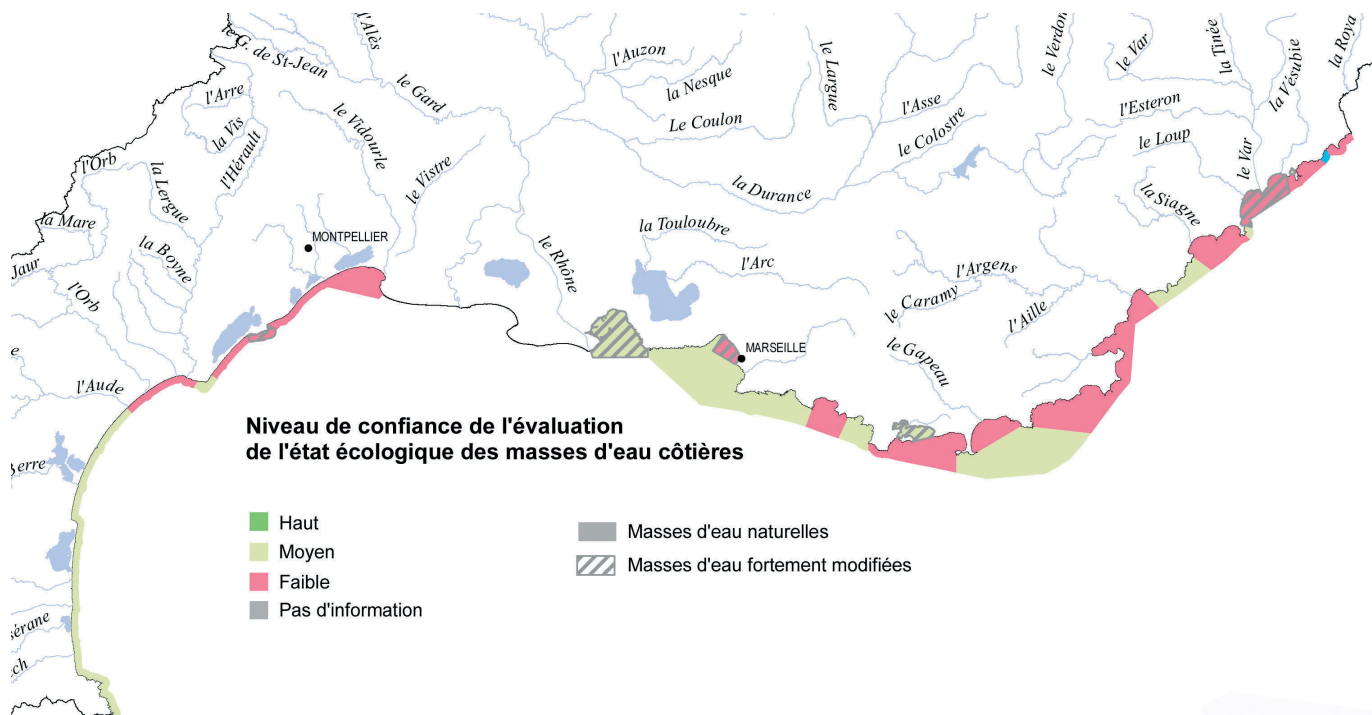 l'Alès
le G. de St-Jean
l'Auzon
le Largue
le Verdon
le Var
la Tinée
la Vésubie
la Roya
l'Arre
le Gard
la Nesque
l'Asse
l'Esteron
la Vis
le Vidourle
Le Coulon
le Colostre
le Loup
l'Orb
la Lergue
l'Hérault
le Vistre
la Durance
le Var
la Siagne
la Mare
MONTPELLIER
la Touloubre
Jaur
la Boyne
le Rhône
l'Arc
l'Argens
l'Orb
le Caramy
l'Aille
MARSEILLE
le Gapeau
l'Aude
Niveau de confiance de l'évaluation
de l'état écologique des masses d'eau côtières
Berre
Haut
Moyen
Faible
Pas d'information
Masses d'eau naturelles
Masses d'eau fortement modifiées
sérane
ech